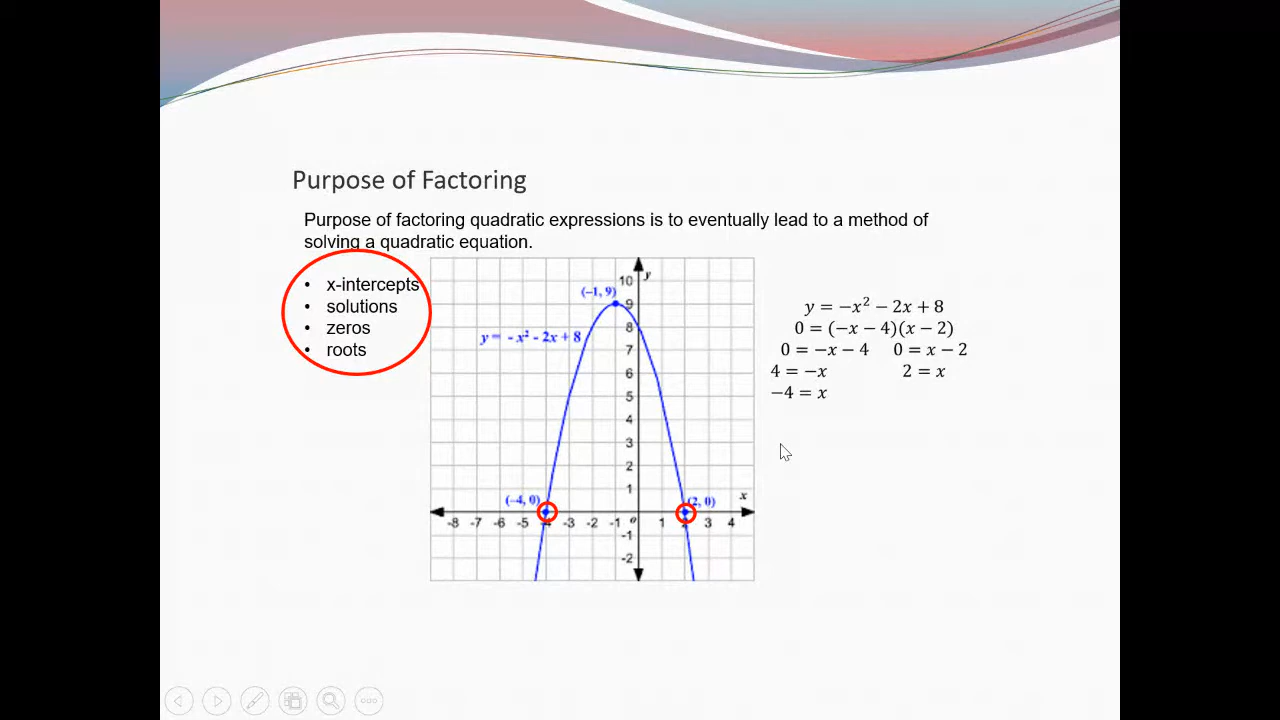 Purpose of Factoring
Purpose of factoring quadratic expressions is to eventually lead to a method of
solving a quadratic equation.
• x-intercepts
• solutions
• zeros
• roots
y
10
(−1, 9)
9
8
y = - x² - 2x + 8
7
6
5
4
3
2
1
(−4, 0)
(2, 0)
x
-8 -7 -6 -5 -4 -3 -2 -1 o 1 2 3 4
-1
-2
y = −x² − 2x + 8
0 = (−x − 4)(x − 2)
0 = −x − 4 0 = x − 2
4 = −x 2 = x
−4 = x